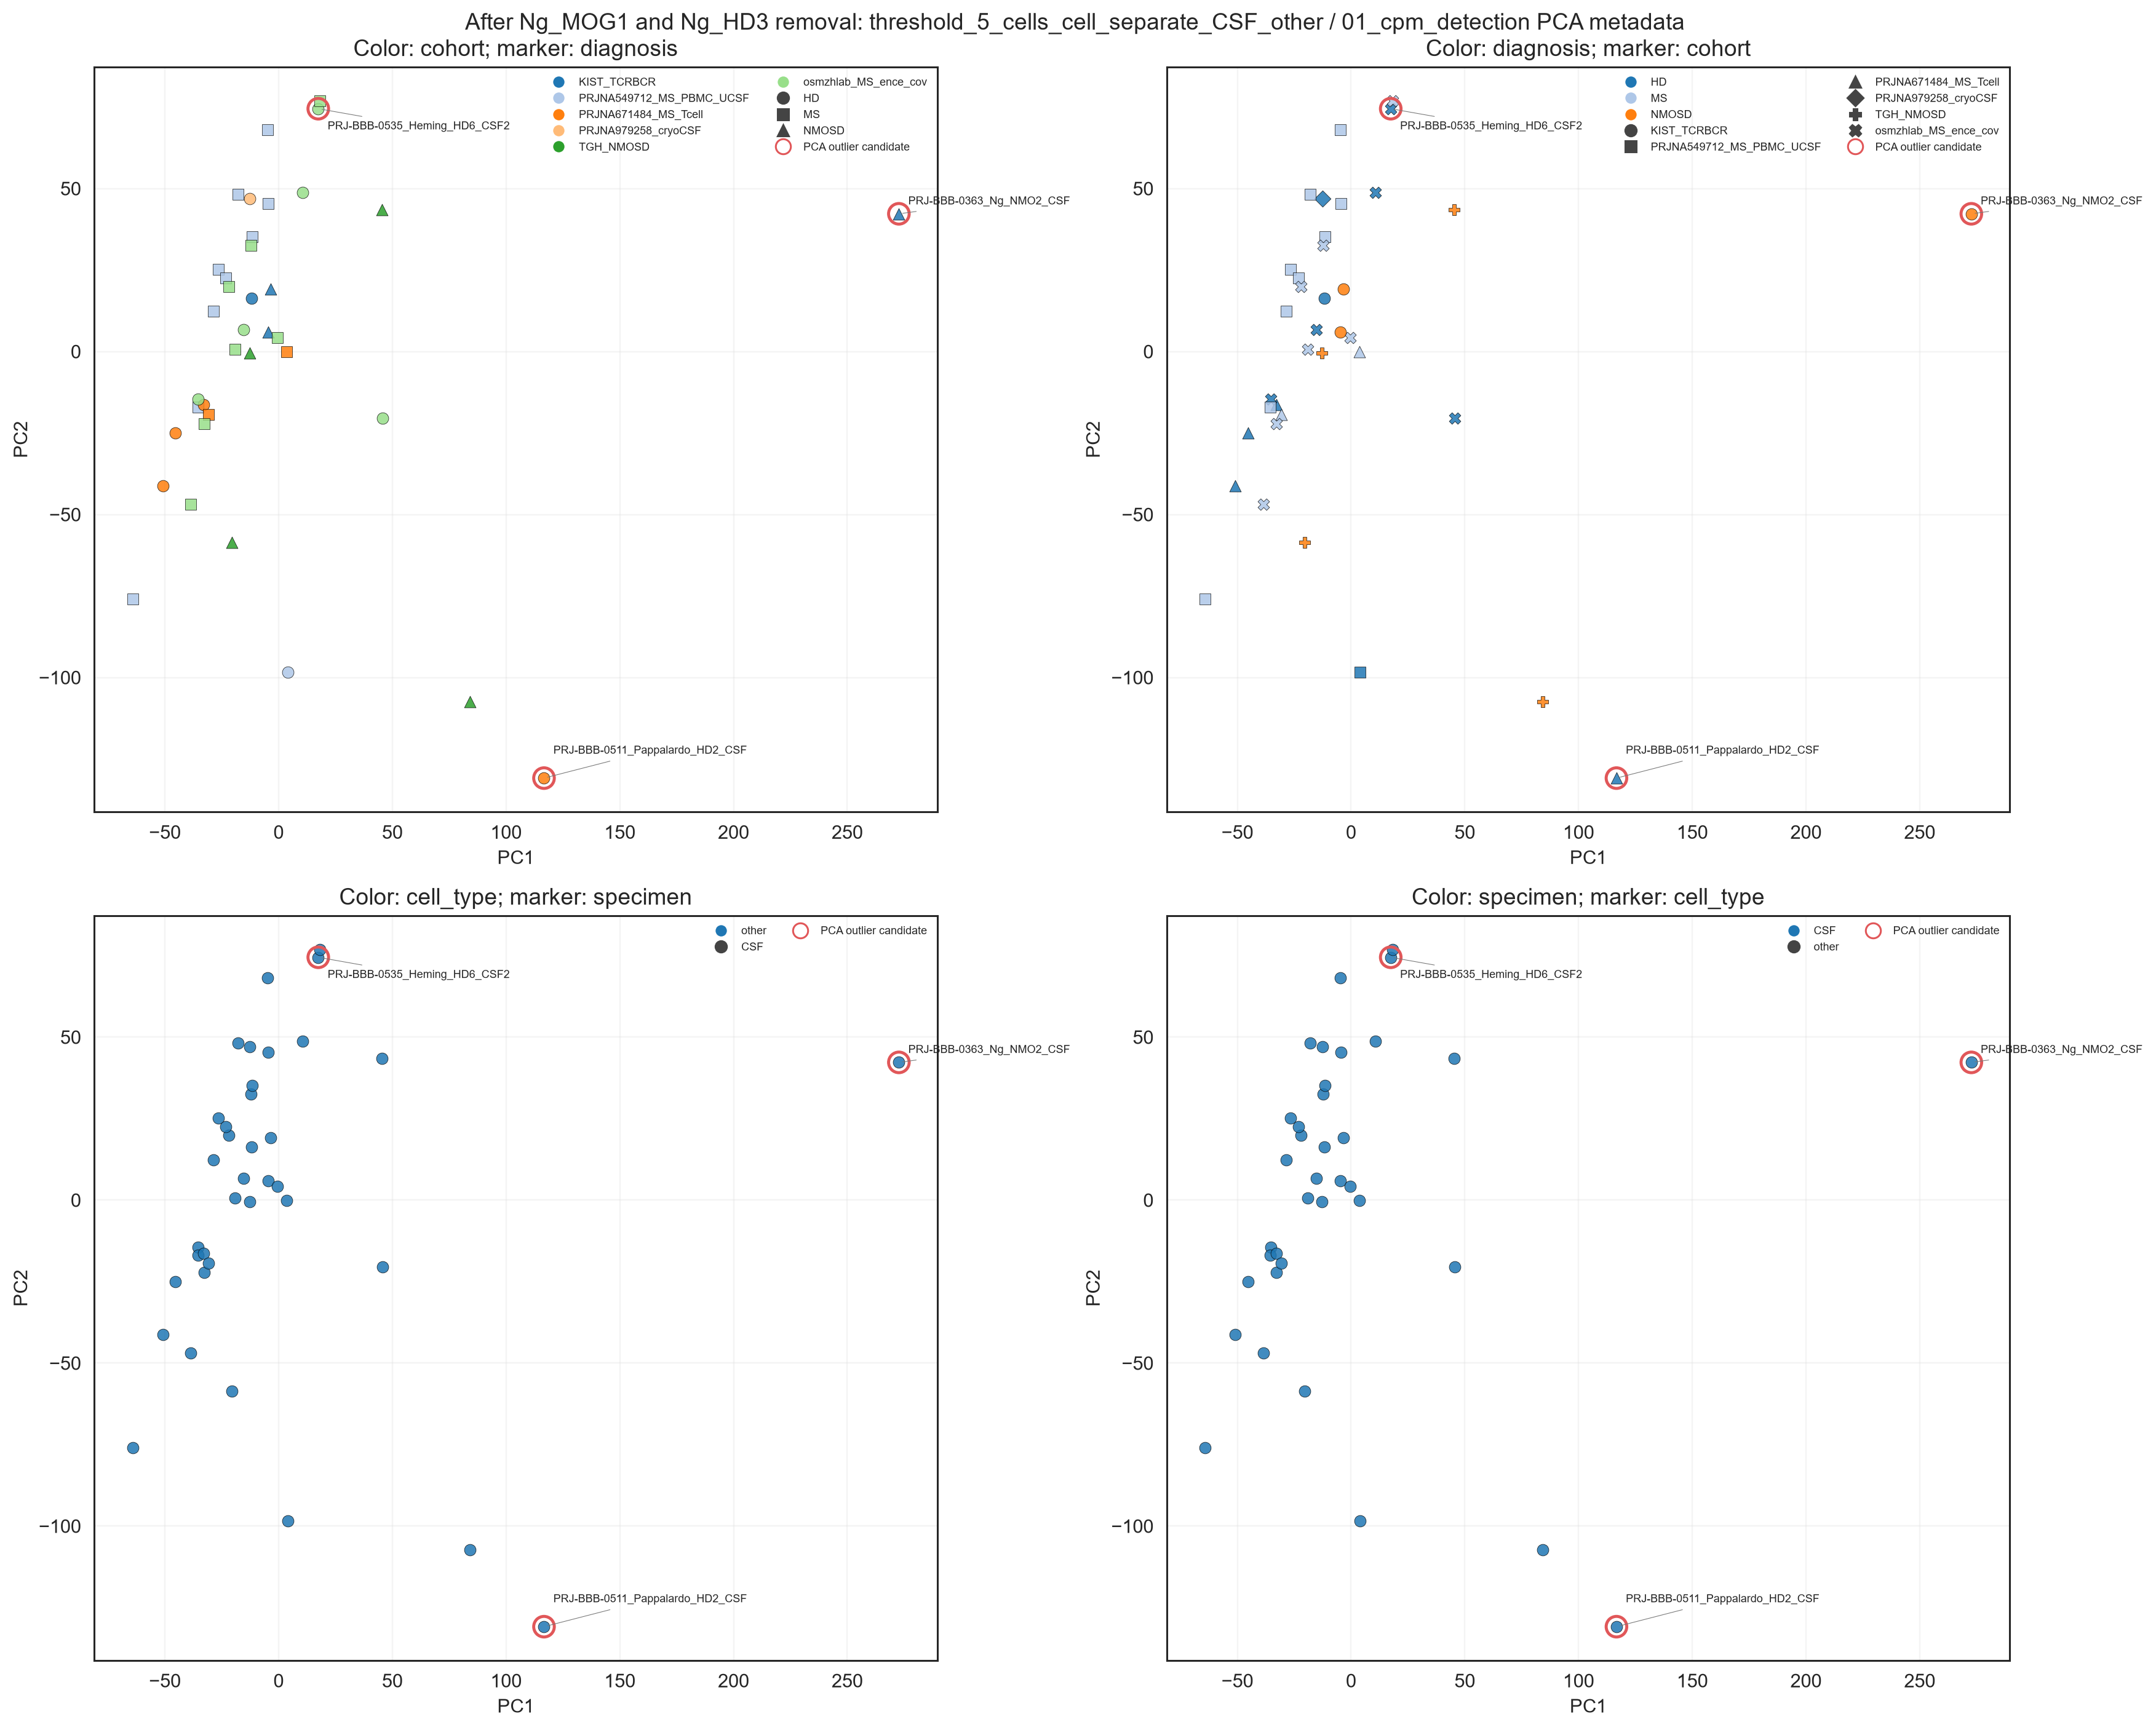 After Ng_MOG1 and Ng_HD3 removal: threshold_5_cells_cell_separate_CSF_other / 01_cpm_detection PCA metadata
Color: cohort; marker: diagnosis
KIST_TCRBCR
PRJNA549712_MS_PBMC_UCSF
PRJNA671484_MS_Tcell
PRJNA979258_cryoCSF
TGH_NMOSD
osmzhlab_MS_ence_cov
HD
MS
NMOSD
PCA outlier candidate
PRJ-BBB-0535_Heming_HD6_CSF2
PRJ-BBB-0363_Ng_NMO2_CSF
PRJ-BBB-0511_Pappalardo_HD2_CSF
50
0
−50
−100
PC2
−50 0 50 100 150 200 250
PC1
Color: diagnosis; marker: cohort
HD
MS
NMOSD
KIST_TCRBCR
PRJNA549712_MS_PBMC_UCSF
PRJNA671484_MS_Tcell
PRJNA979258_cryoCSF
TGH_NMOSD
osmzhlab_MS_ence_cov
PCA outlier candidate
PRJ-BBB-0535_Heming_HD6_CSF2
PRJ-BBB-0363_Ng_NMO2_CSF
PRJ-BBB-0511_Pappalardo_HD2_CSF
50
0
−50
−100
PC2
−50 0 50 100 150 200 250
PC1
Color: cell_type; marker: specimen
other
CSF
PCA outlier candidate
PRJ-BBB-0535_Heming_HD6_CSF2
PRJ-BBB-0363_Ng_NMO2_CSF
PRJ-BBB-0511_Pappalardo_HD2_CSF
50
0
−50
−100
PC2
−50 0 50 100 150 200 250
PC1
Color: specimen; marker: cell_type
CSF
other
PCA outlier candidate
PRJ-BBB-0535_Heming_HD6_CSF2
PRJ-BBB-0363_Ng_NMO2_CSF
PRJ-BBB-0511_Pappalardo_HD2_CSF
50
0
−50
−100
PC2
−50 0 50 100 150 200 250
PC1